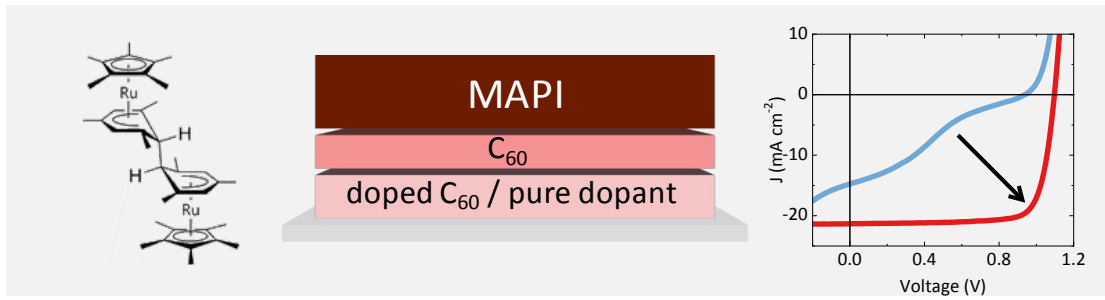 Ru
H
H
Ru
MAPI
C₆₀
doped C₆₀ / pure dopant
10
0
-10
-20
J (mA cm⁻²)
0.0 0.4 0.8 1.2
Voltage (V)